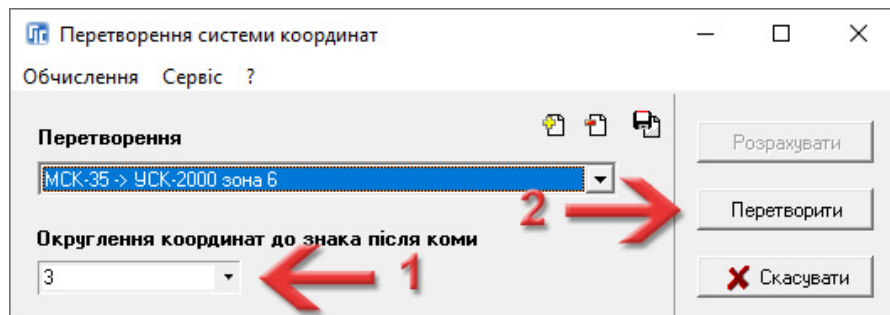 Перетворення системи координат
Обчислення Сервіс ?
Перетворення
МСК-35 -> УСК-2000 зона 6
Округлення координат до знака після коми
3
1
2
Розрахувати
Перетворити
Скасувати